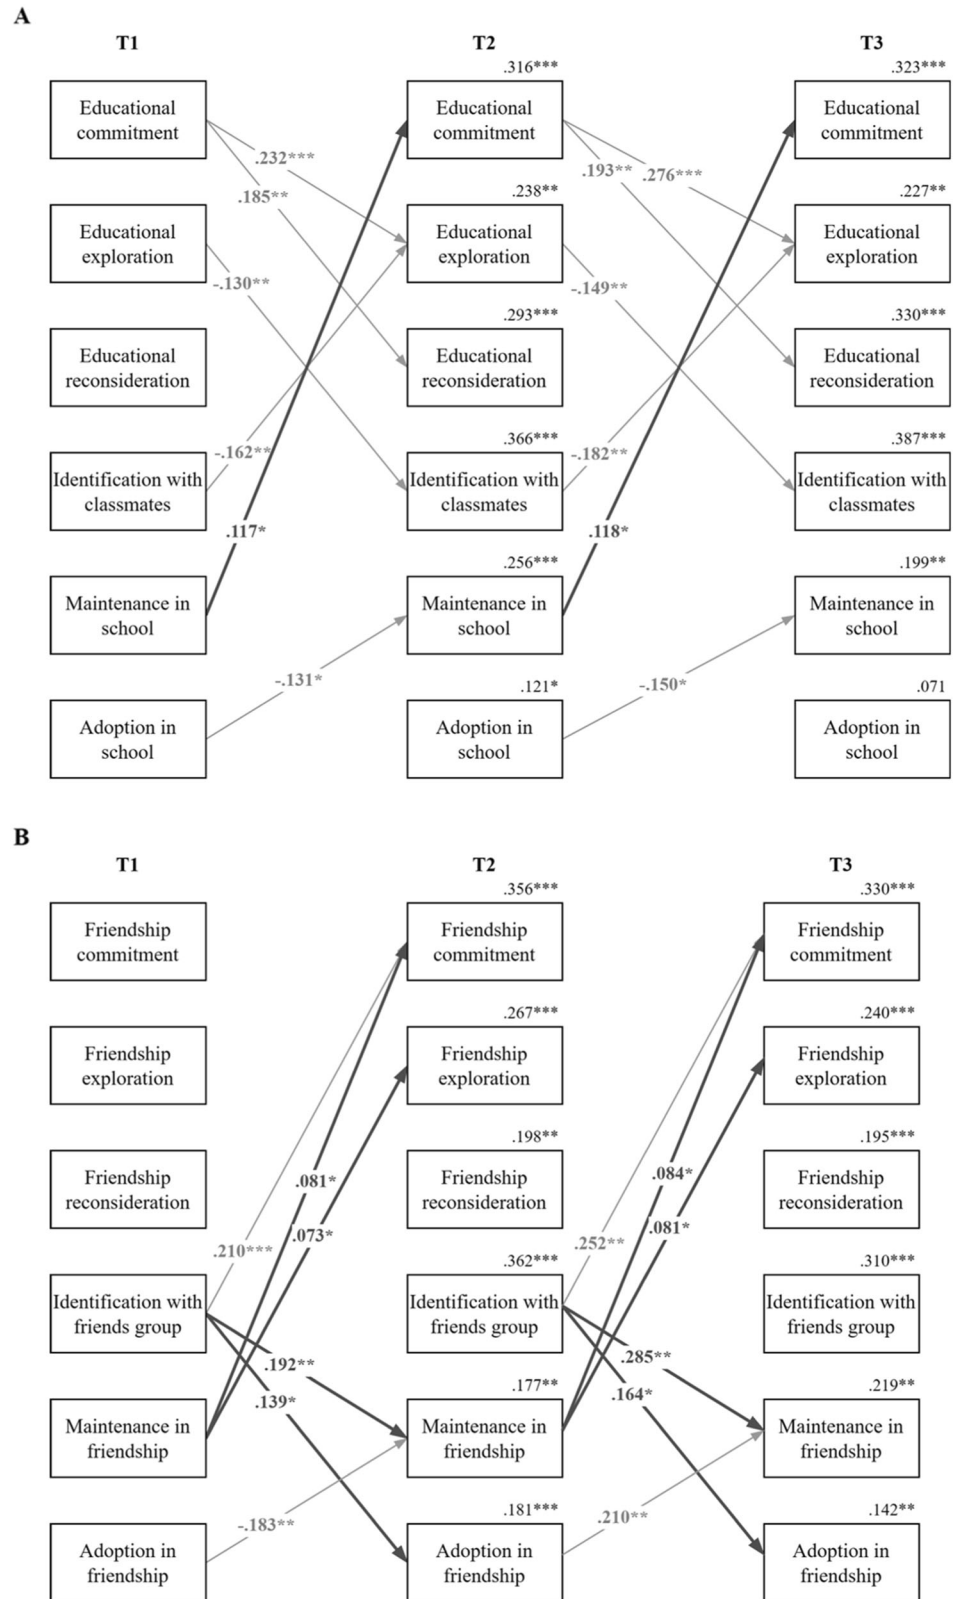 A
T1 T2 T3
.316*** .323***
Educational Educational Educational
commitment commitment commitment
.232***
.193** .276***
.185**
.238** .227**
Educational Educational Educational
exploration exploration exploration
-.130** -.149**
.293*** .330***
Educational Educational Educational
reconsideration reconsideration reconsideration
.366*** .387***
-.162** -.182**
Identification with Identification with Identification with
classmates classmates classmates
.117* .118*
.256*** .199**
Maintenance in Maintenance in Maintenance in
school school school
-.131* -.150*
.121* .071
Adoption in Adoption in Adoption in
school school school
B
T1 T2 T3
.356*** .330***
Friendship Friendship Friendship
commitment commitment commitment
.267*** .240***
Friendship Friendship Friendship
exploration exploration exploration
.198** .195***
Friendship Friendship Friendship
reconsideration reconsideration reconsideration
.081* .084*
.073* .081*
.210*** .252**
.362*** .310***
Identification with Identification with Identification with
friends group friends group friends group
.192** .285**
.139* .164*
.177** .219**
Maintenance in Maintenance in Maintenance in
friendship friendship friendship
-.183** .210**
.181*** .142**
Adoption in Adoption in Adoption in
friendship friendship friendship